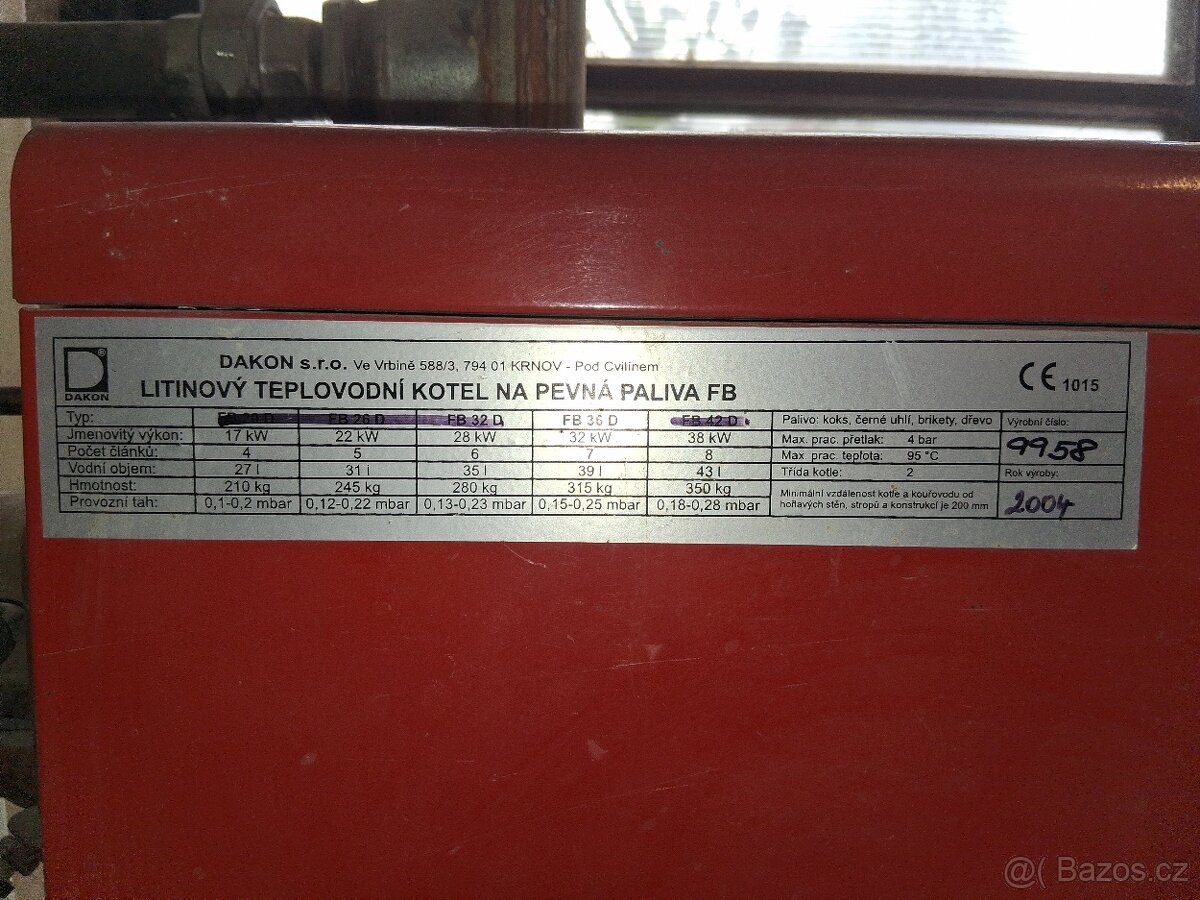 DAKON s.r.o. Ve Vrbině 588/3, 794 01 KRNOV - Pod Cvilínem
LITINOVÝ TEPLOVODNÍ KOTEL NA PEVNÁ PALIVA FB
D ®
DAKON
CE 1015
Typ: FB 20 D FB 26 D FB 32 D FB 36 D FB 42 D
Jmenovitý výkon: 17 kW 22 kW 28 kW 32 kW 38 kW
Počet článků: 4 5 6 7 8
Vodní objem: 27 l 31 l 35 l 39 l 43 l
Hmotnost: 210 kg 245 kg 280 kg 315 kg 350 kg
Provozní tah: 0,1-0,2 mbar 0,12-0,22 mbar 0,13-0,23 mbar 0,15-0,25 mbar 0,18-0,28 mbar
Palivo: koks, černé uhlí, brikety, dřevo
Max. prac. přetlak: 4 bar
Max. prac. teplota: 95 °C
Třída kotle: 2
Minimální vzdálenost kotle a kouřovodu od
hořlavých stěn, stropů a konstrukcí je 200 mm
Výrobní číslo:
9958
Rok výroby:
2004
@( Bazos.cz